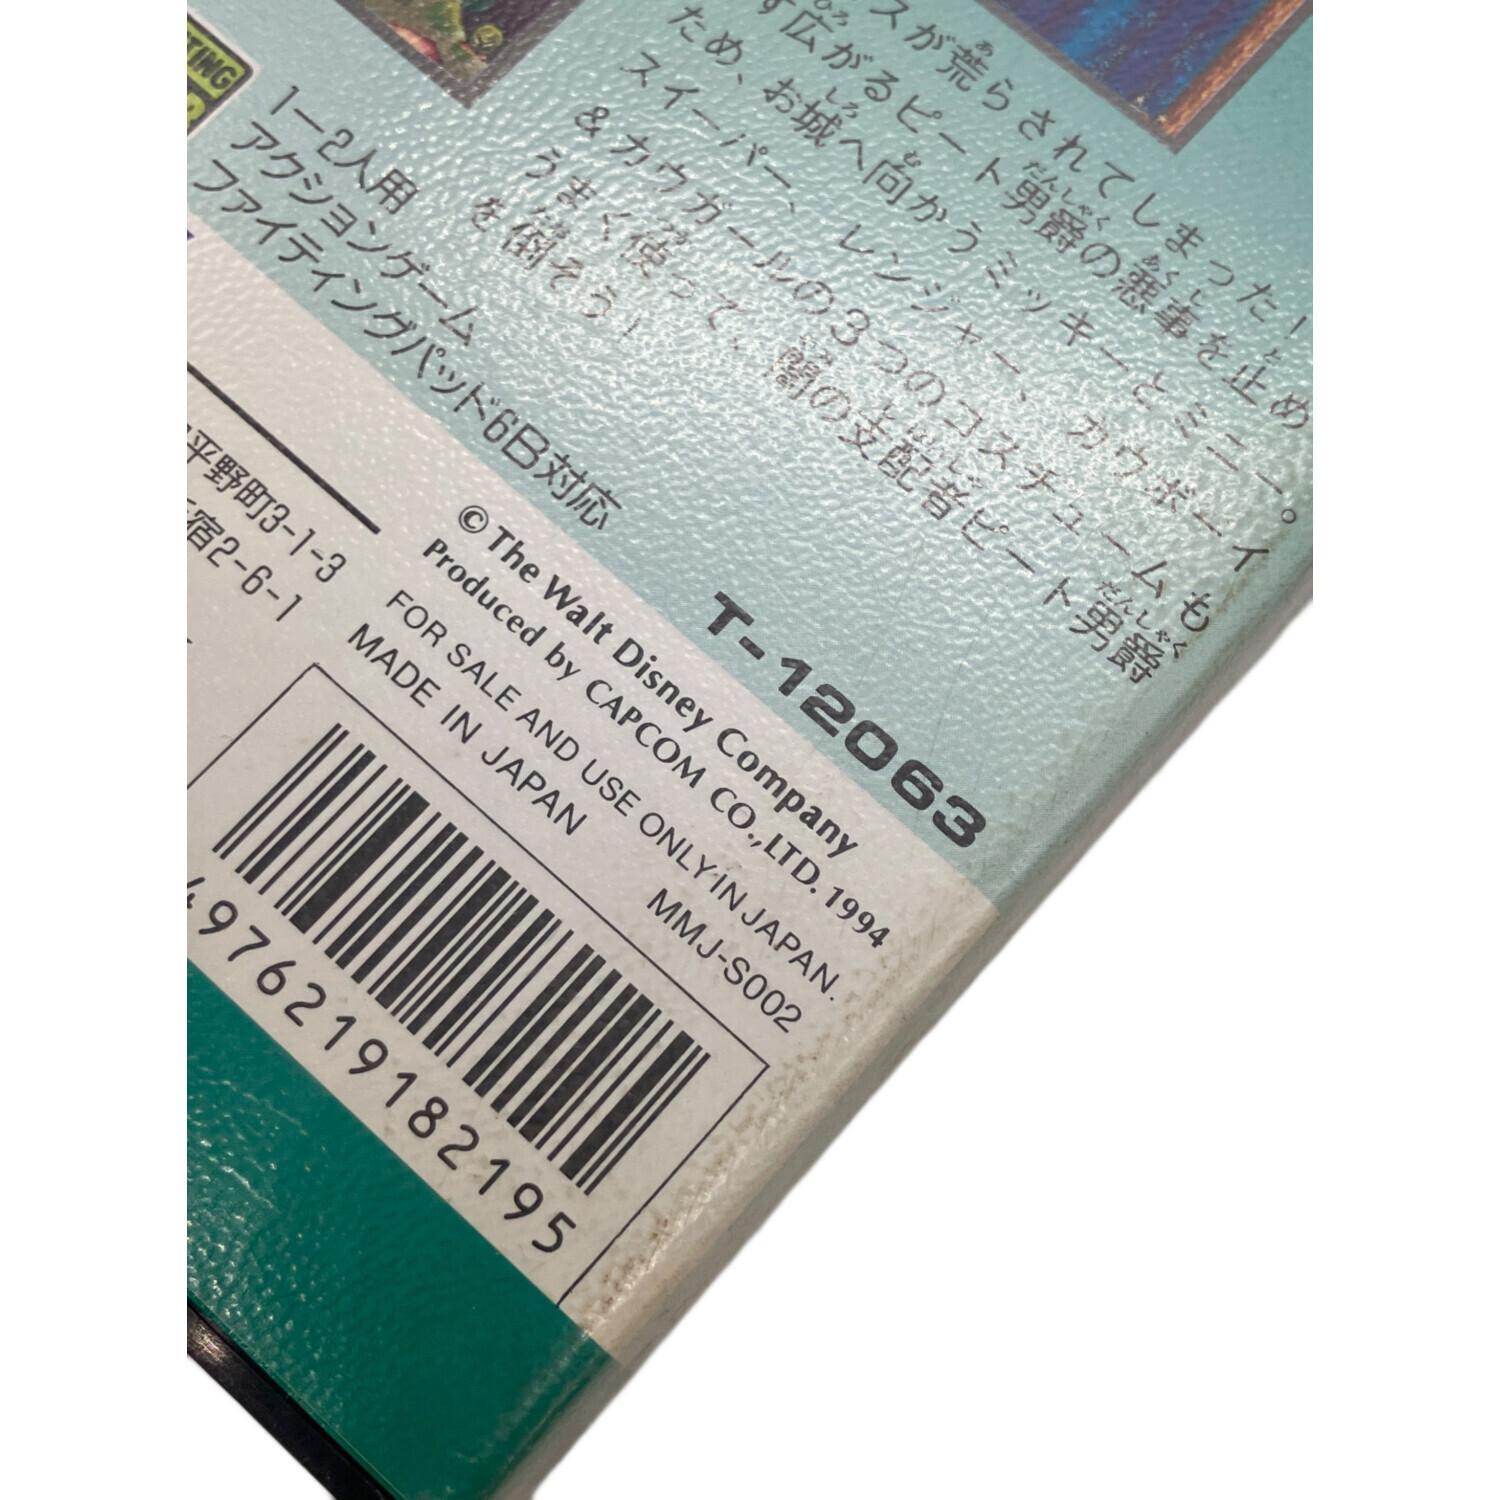 TING
スが荒らされてしまった!
す広がるピート男爵の悪事を止め
ため、お城へ向かうミッキーとミニー。
スイーパー、レンジャー、カウボーイ
&カウガールの3つのコスチュームも
うまく使って、闇の支配者ピート男爵
を倒そう!
1—2人用
アクションゲーム
ファイティングパッド6B対応
T-12063
平野町3-1-3
宿2-6-1
© The Walt Disney Company
Produced by CAPCOM CO., LTD. 1994
FOR SALE AND USE ONLY IN JAPAN.
MADE IN JAPAN
MMJ-S002
4976219182195